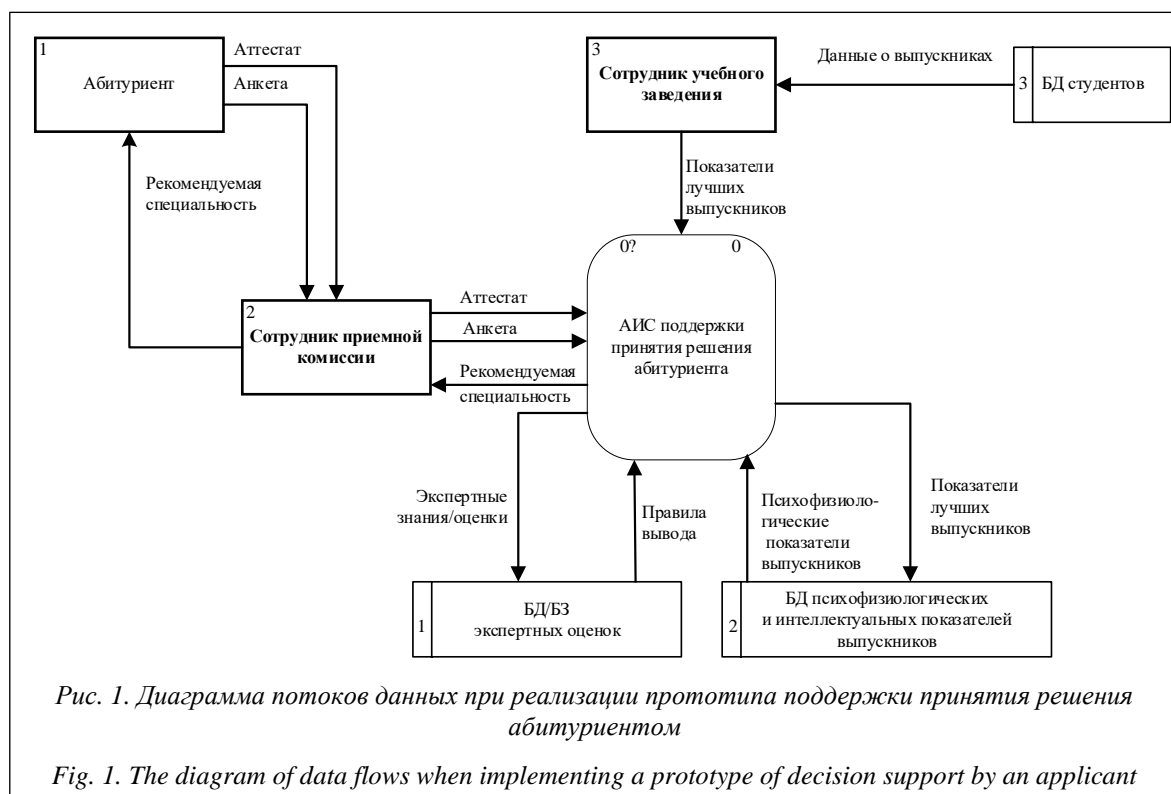 1
Абитуриент
Аттестат
Анкета
3
Сотрудник учебного
заведения
Данные о выпускниках
3
БД студентов
Рекомендуемая
специальность
Показатели
лучших
выпускников
2
Сотрудник приемной
комиссии
Аттестат
Анкета
Рекомендуемая
специальность
0? 0
АИС поддержки
принятия решения
абитуриента
Экспертные
знания/оценки
Правила
вывода
Психофизиоло-
гические
показатели
выпускников
Показатели
лучших
выпускников
1
БД/БЗ
экспертных оценок
2
БД психофизиологических
и интеллектуальных показателей
выпускников
Рис. 1. Диаграмма потоков данных при реализации прототипа поддержки принятия решения
абитуриентом
Fig. 1. The diagram of data flows when implementing a prototype of decision support by an applicant